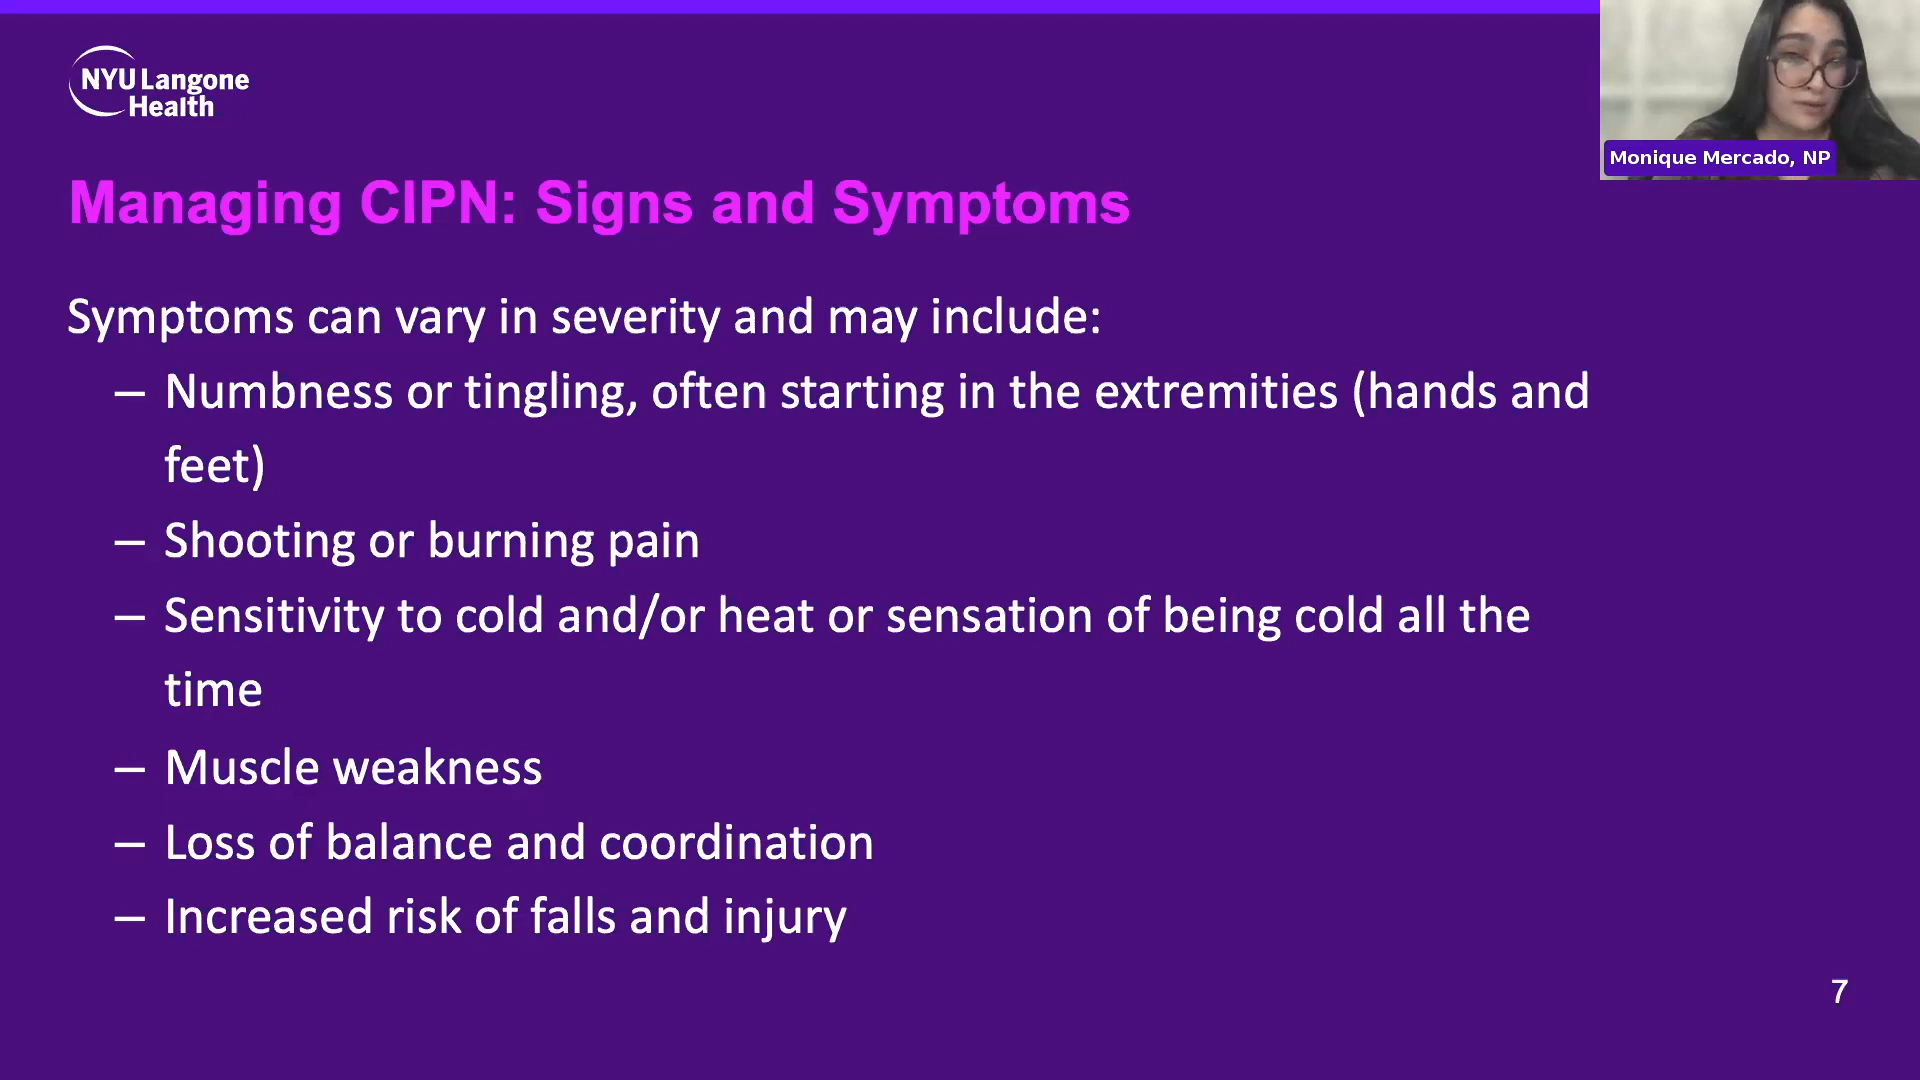 NYU Langone
Health
Monique Mercado, NP
Managing CIPN: Signs and Symptoms
Symptoms can vary in severity and may include:
– Numbness or tingling, often starting in the extremities (hands and
feet)
– Shooting or burning pain
– Sensitivity to cold and/or heat or sensation of being cold all the
time
– Muscle weakness
– Loss of balance and coordination
– Increased risk of falls and injury
7